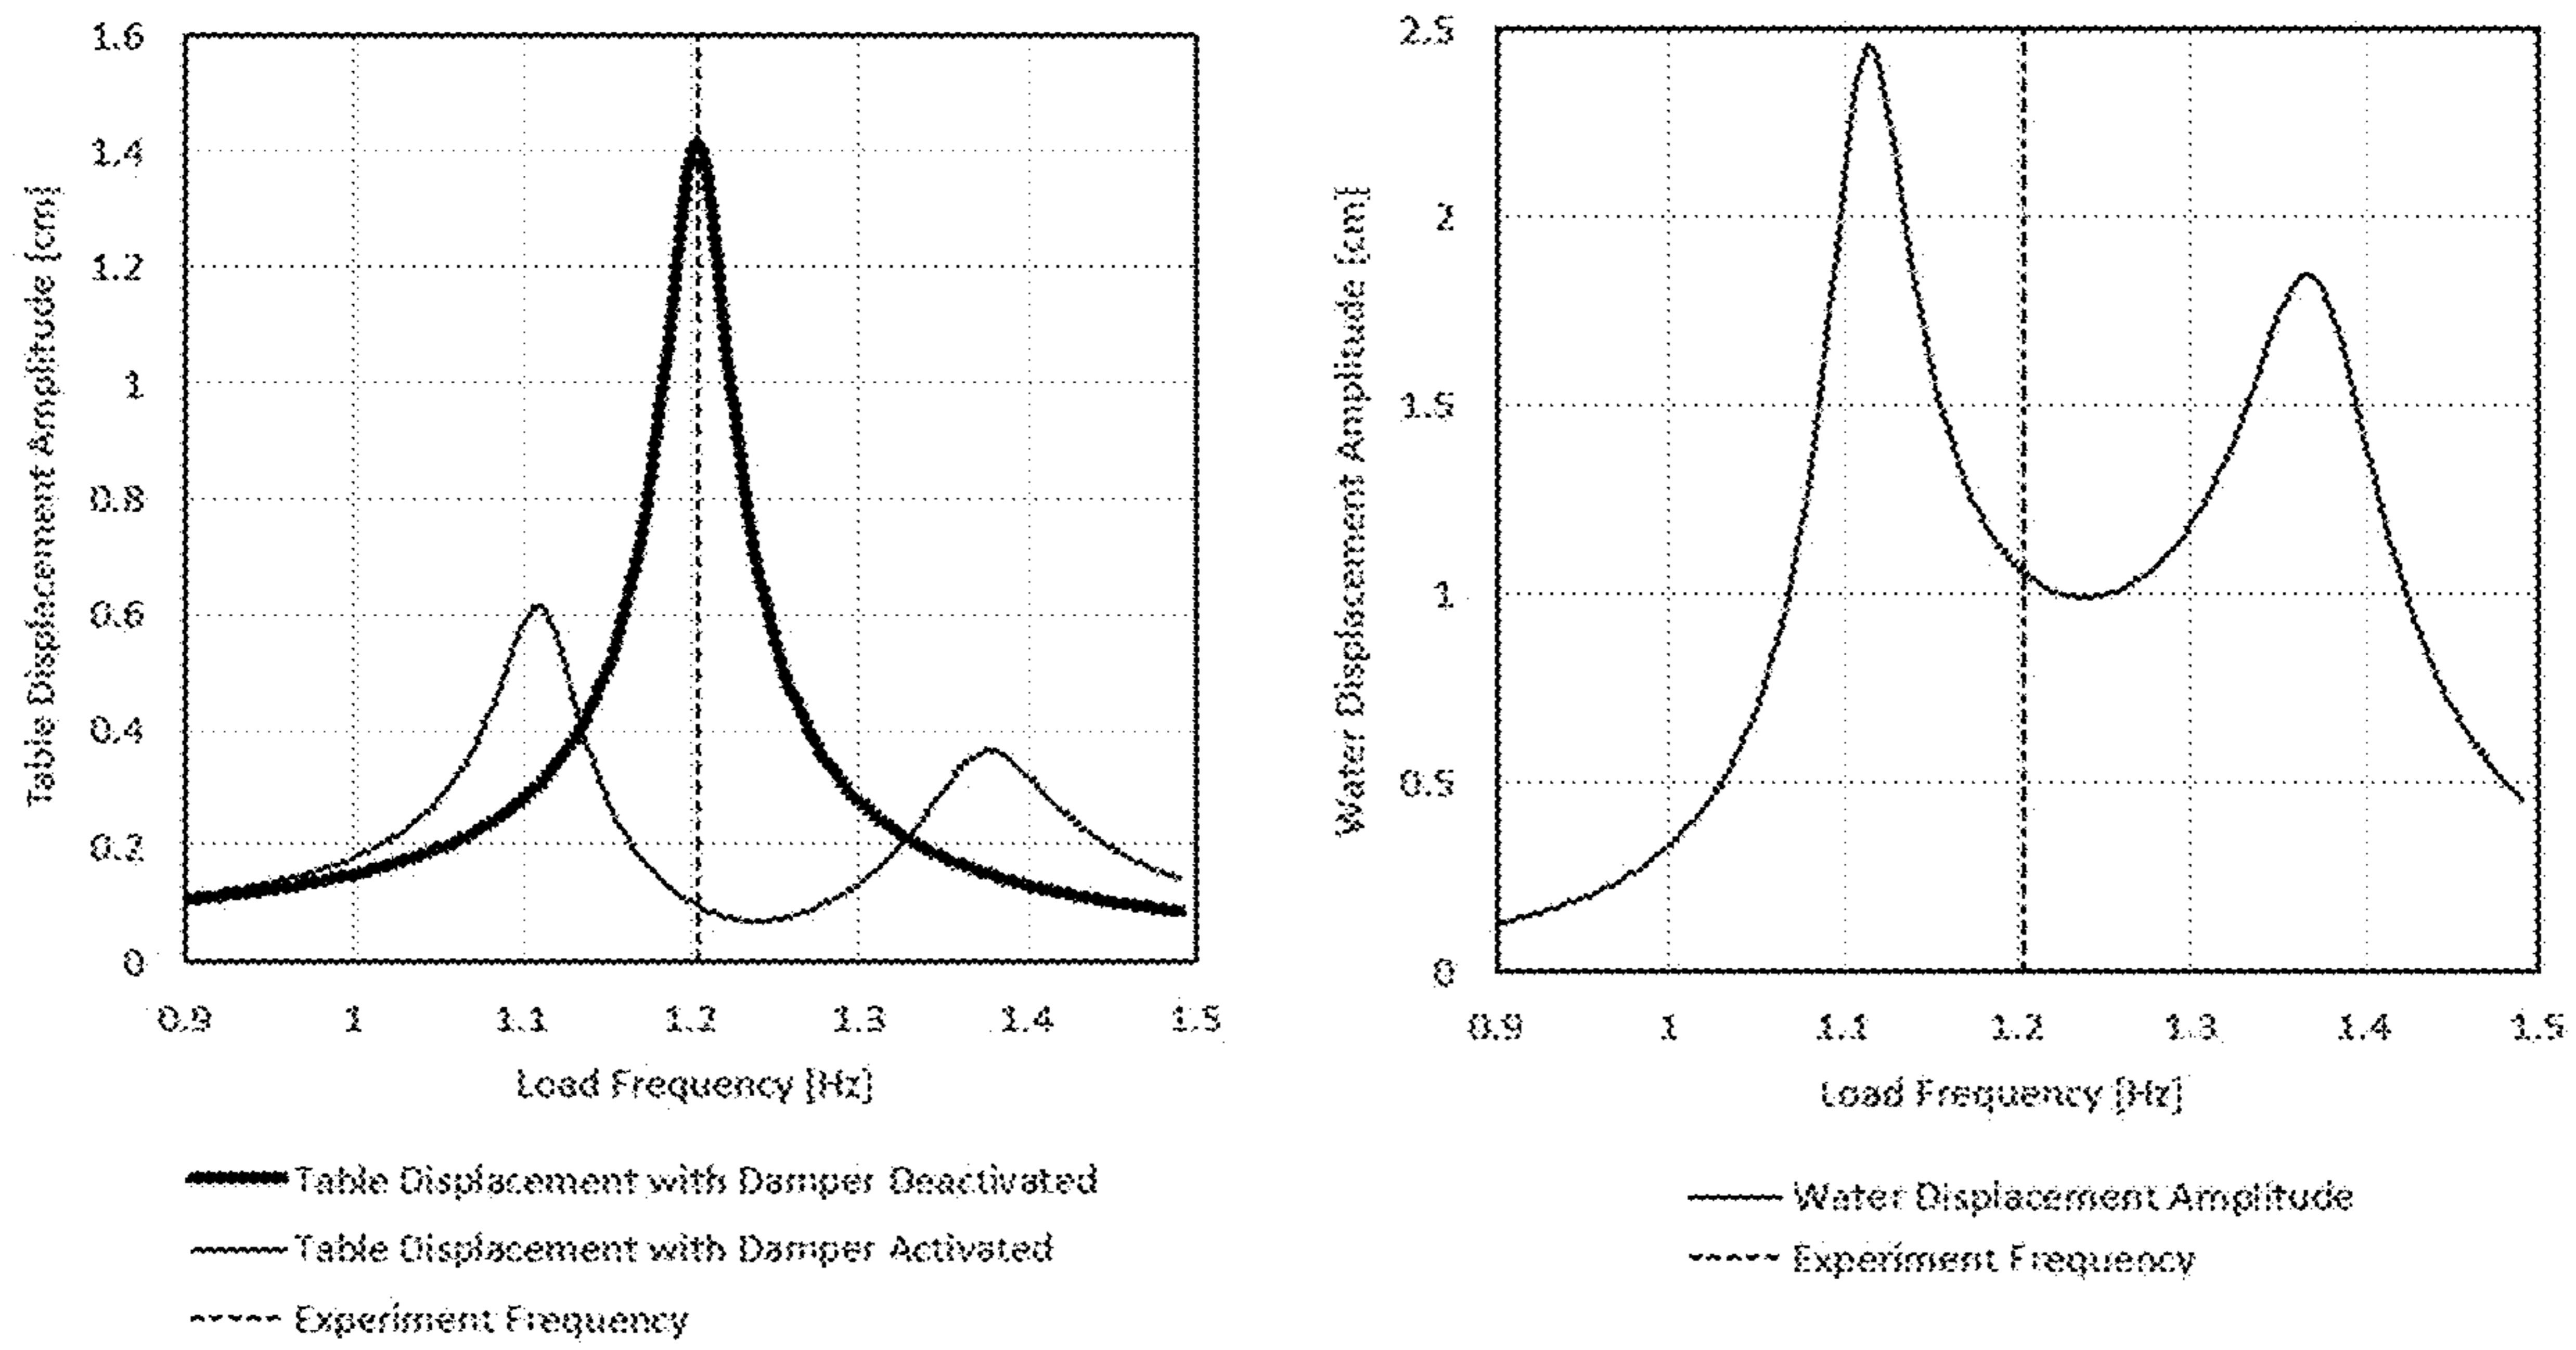 Table Displacement Amplitude [cm]
1.6
1.4
1.2
1
0.8
0.6
0.4
0.2
0
0.9 1 1.1 1.2 1.3 1.4 1.5
Load Frequency [Hz]
Table Displacement with Damper Deactivated
Table Displacement with Damper Activated
Experiment Frequency
Water Displacement Amplitude [cm]
2.5
2
1.5
1
0.5
0
0.9 1 1.1 1.2 1.3 1.4 1.5
Load Frequency [Hz]
Water Displacement Amplitude
Experiment Frequency